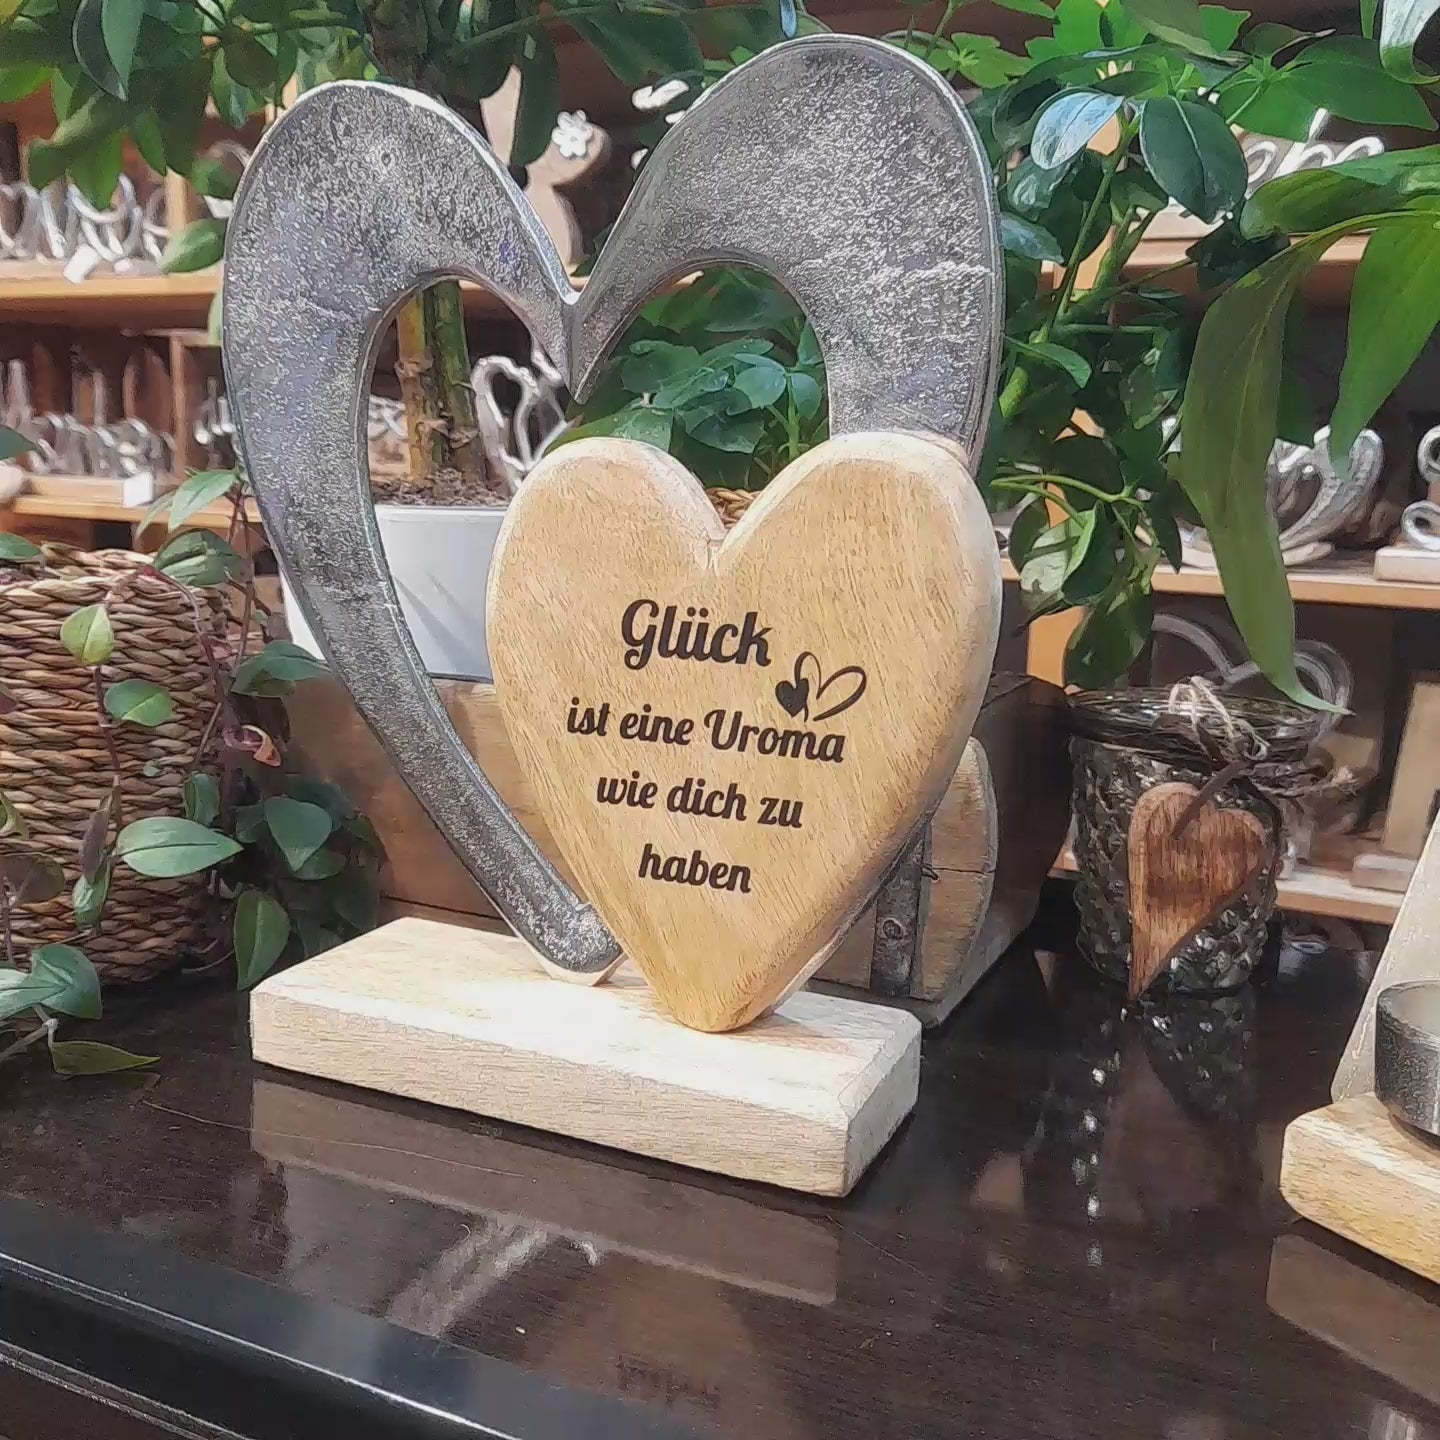 Glück
ist eine Uroma
wie dich zu
haben